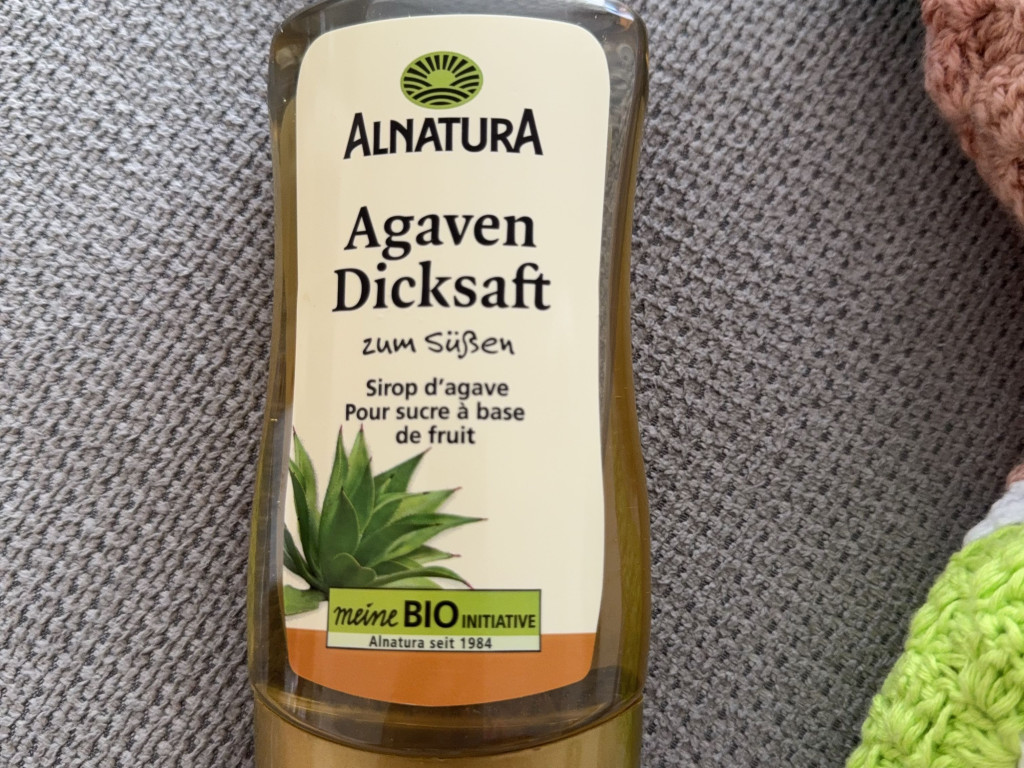 ALNATURA
Agaven
Dicksaft
zum Süßen
Sirop d'agave
Pour sucre à base
de fruit
meine BIO INITIATIVE
Alnatura seit 1984